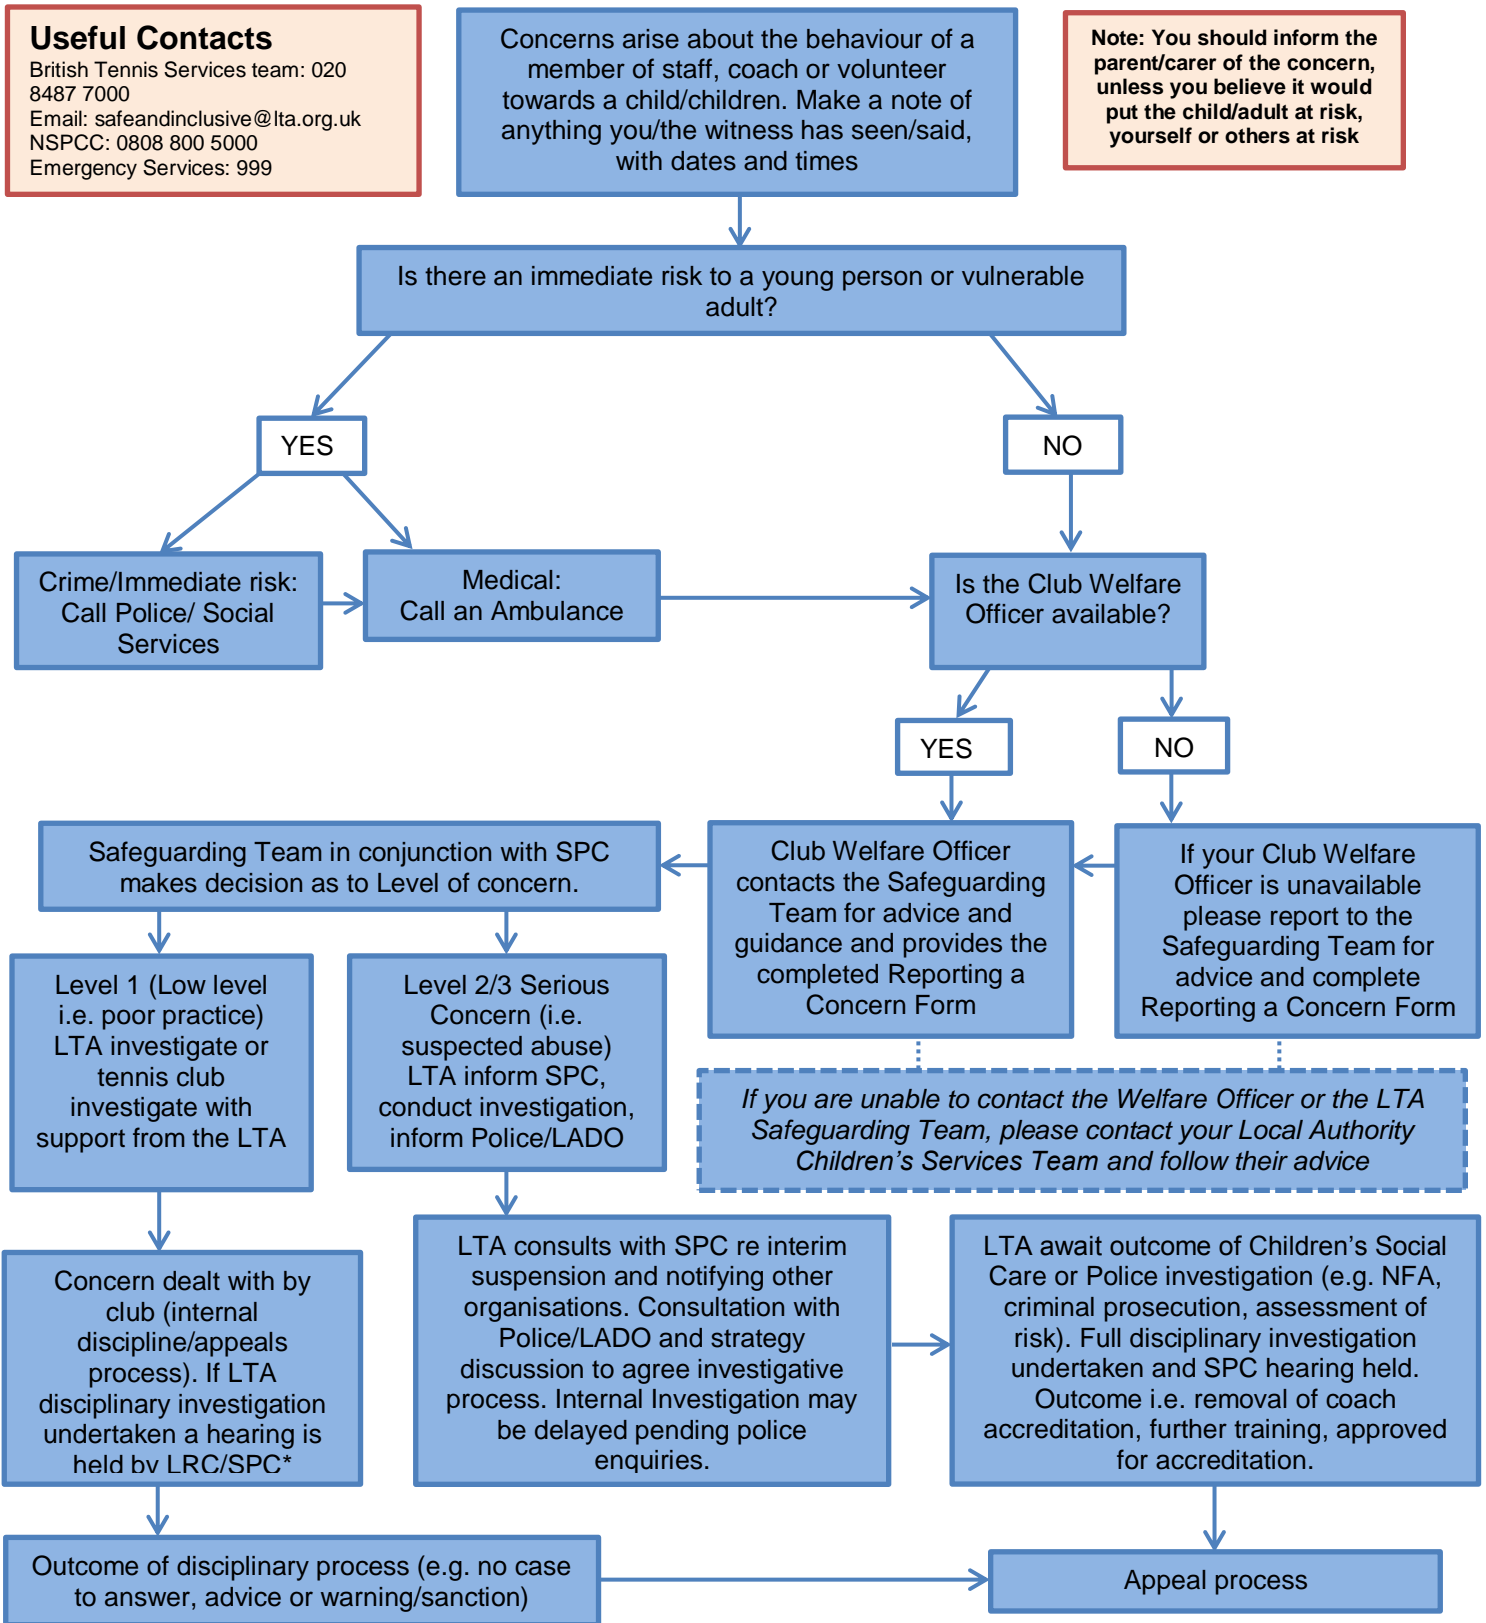 Useful Contacts
British Tennis Services team: 020
8487 7000
Email: safeandinclusive@lta.org.uk
NSPCC: 0808 800 5000
Emergency Services: 999
Concerns arise about the behaviour of a
member of staff, coach or volunteer
towards a child/children. Make a note of
anything you/the witness has seen/said,
with dates and times
Note: You should inform the
parent/carer of the concern,
unless you believe it would
put the child/adult at risk,
yourself or others at risk
Is there an immediate risk to a young person or vulnerable
adult?
YES
NO
Crime/Immediate risk:
Call Police/ Social
Services
Medical:
Call an Ambulance
Is the Club Welfare
Officer available?
YES
NO
Safeguarding Team in conjunction with SPC
makes decision as to Level of concern.
Club Welfare Officer
contacts the Safeguarding
Team for advice and
guidance and provides the
completed Reporting a
Concern Form
If your Club Welfare
Officer is unavailable
please report to the
Safeguarding Team for
advice and complete
Reporting a Concern Form
Level 1 (Low level
i.e. poor practice)
LTA investigate or
tennis club
investigate with
support from the LTA
Level 2/3 Serious
Concern (i.e.
suspected abuse)
LTA inform SPC,
conduct investigation,
inform Police/LADO
If you are unable to contact the Welfare Officer or the LTA
Safeguarding Team, please contact your Local Authority
Children's Services Team and follow their advice
Concern dealt with by
club (internal
discipline/appeals
process). If LTA
disciplinary investigation
undertaken a hearing is
held by LRC/SPC*
LTA consults with SPC re interim
suspension and notifying other
organisations. Consultation with
Police/LADO and strategy
discussion to agree investigative
process. Internal Investigation may
be delayed pending police
enquiries.
LTA await outcome of Children's Social
Care or Police investigation (e.g. NFA,
criminal prosecution, assessment of
risk). Full disciplinary investigation
undertaken and SPC hearing held.
Outcome i.e. removal of coach
accreditation, further training, approved
for accreditation.
Outcome of disciplinary process (e.g. no case
to answer, advice or warning/sanction)
Appeal process